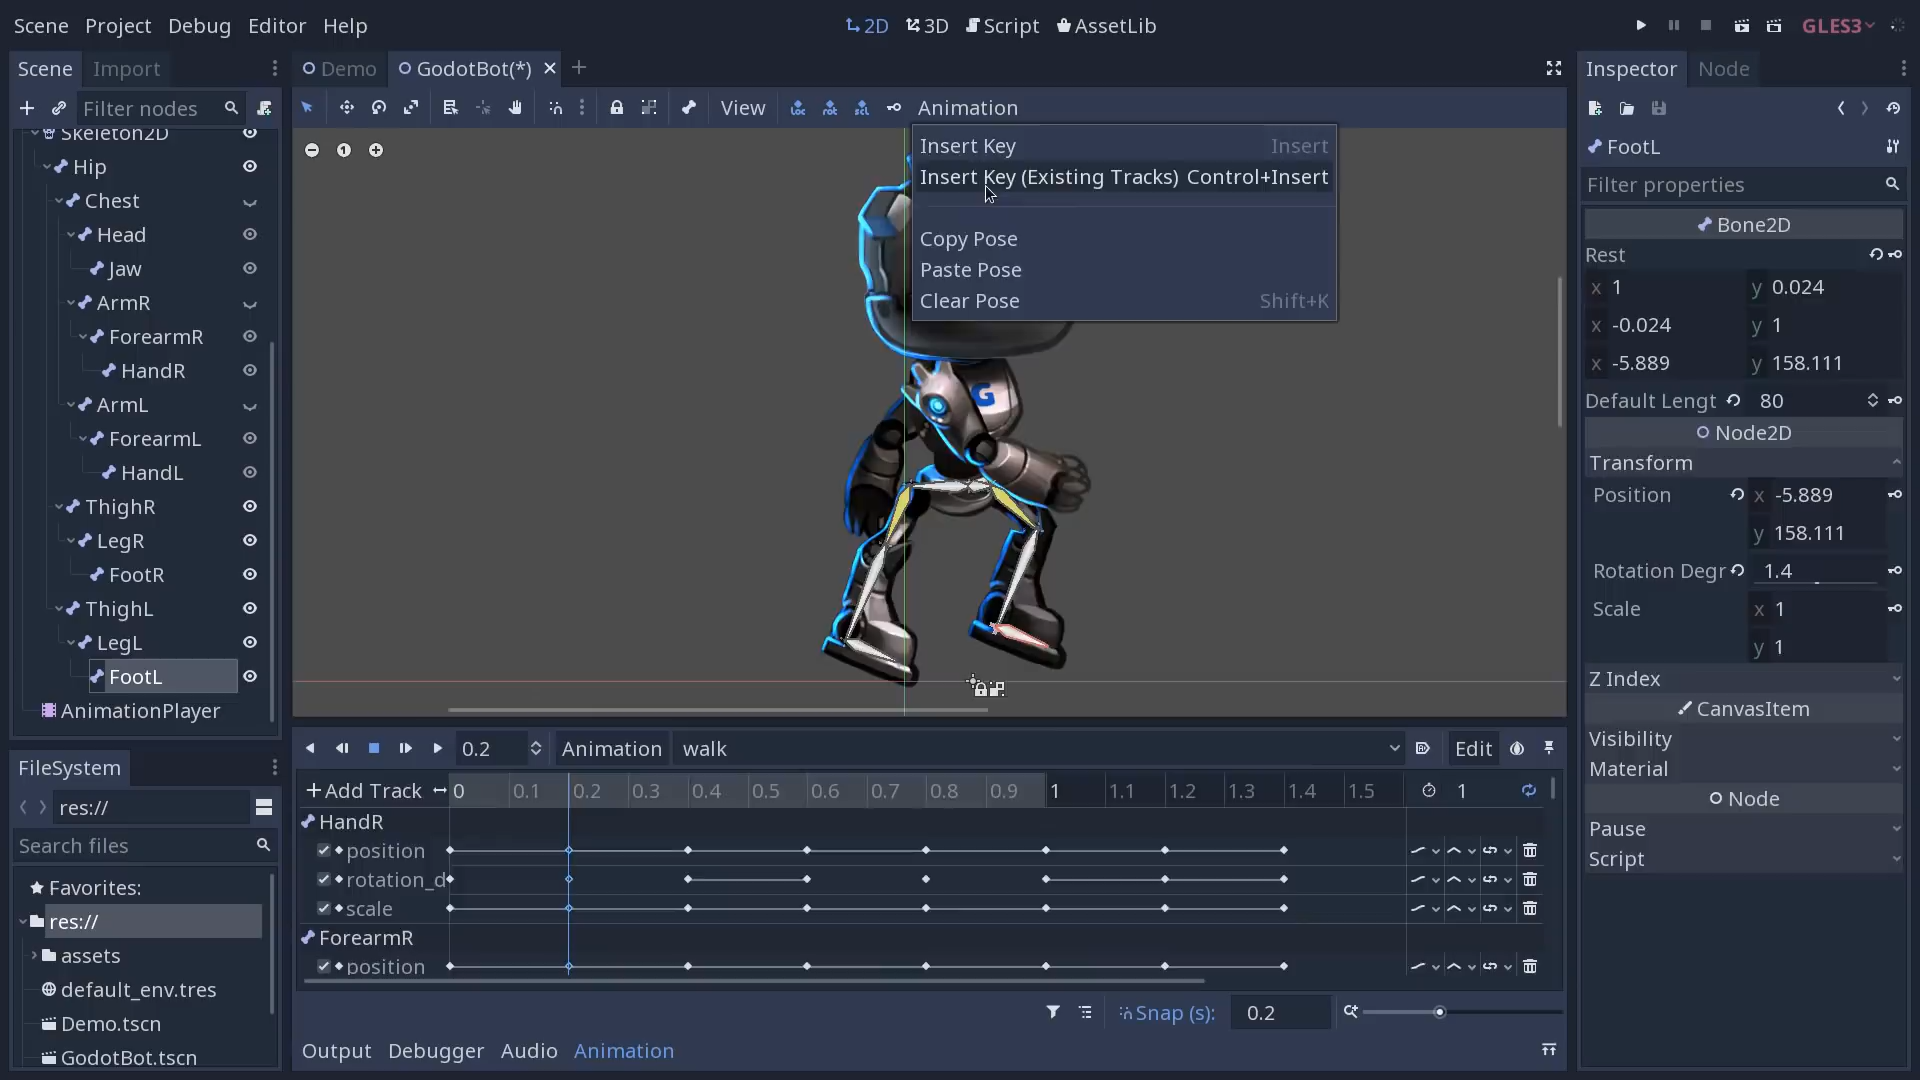 Scene Project Debug Editor Help
2D 3D Script AssetLib
GLES3
Scene Import
Filter nodes
Skeleton2D
Hip
Chest
Head
Jaw
ArmR
ForearmR
HandR
ArmL
ForearmL
HandL
ThighR
LegR
FootR
ThighL
LegL
FootL
AnimationPlayer
FileSystem
res://
Search files
Favorites:
res://
assets
default_env.tres
Demo.tscn
GodotBot.tscn
Demo GodotBot(*)
View loc rot scl Animation
1
Insert Key Insert
Insert Key (Existing Tracks) Control+Insert
Copy Pose
Paste Pose
Clear Pose Shift+K
G
0.2 Animation walk Edit
Add Track 0 0.1 0.2 0.3 0.4 0.5 0.6 0.7 0.8 0.9 1 1.1 1.2 1.3 1.4 1.5 1
HandR
position
rotation_d
scale
ForearmR
position
Snap (s): 0.2
Output Debugger Audio Animation
Inspector Node
FootL
Filter properties
Bone2D
Rest
x 1 y 0.024
x -0.024 y 1
x -5.889 y 158.111
Default Lengt 80
Node2D
Transform
Position x -5.889
y 158.111
Rotation Degr 1.4
Scale x 1
y 1
Z Index
CanvasItem
Visibility
Material
Node
Pause
Script